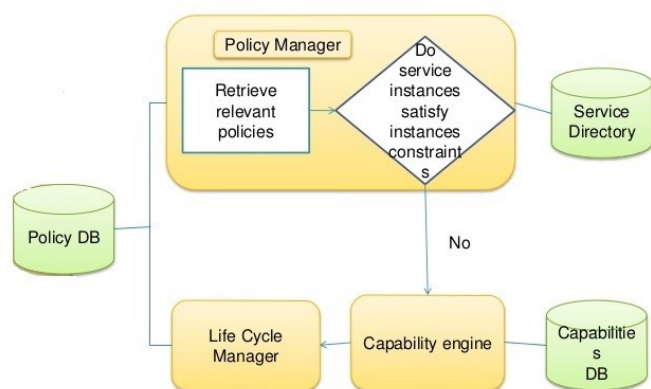 Policy Manager
Retrieve
relevant
policies
Do
service
instances
satisfy
instances
constraint
s
Service
Directory
Policy DB
No
Life Cycle
Manager
Capability engine
Capabilitie
s
DB